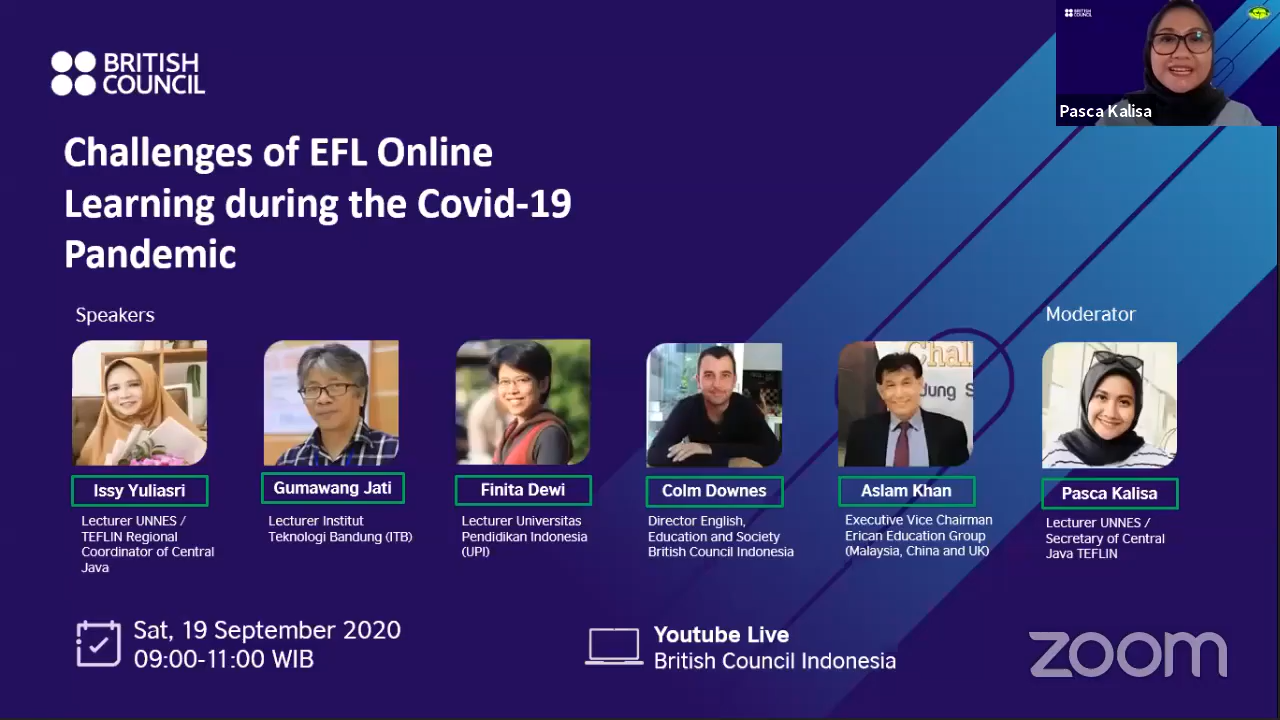 BRITISH
COUNCIL
Pasca Kalisa
Challenges of EFL Online
Learning during the Covid-19
Pandemic
Speakers
Moderator
Issy Yuliasri
Lecturer UNNES /
TEFLIN Regional
Coordinator of Central
Java
Gumawang Jati
Lecturer Institut
Teknologi Bandung (ITB)
Finita Dewi
Lecturer Universitas
Pendidikan Indonesia
(UPI)
Colm Downes
Director English,
Education and Society
British Council Indonesia
Aslam Khan
Executive Vice Chairman
Erican Education Group
(Malaysia, China and UK)
Pasca Kalisa
Lecturer UNNES /
Secretary of Central
Java TEFLIN
Sat, 19 September 2020
09:00-11:00 WIB
Youtube Live
British Council Indonesia
zoom